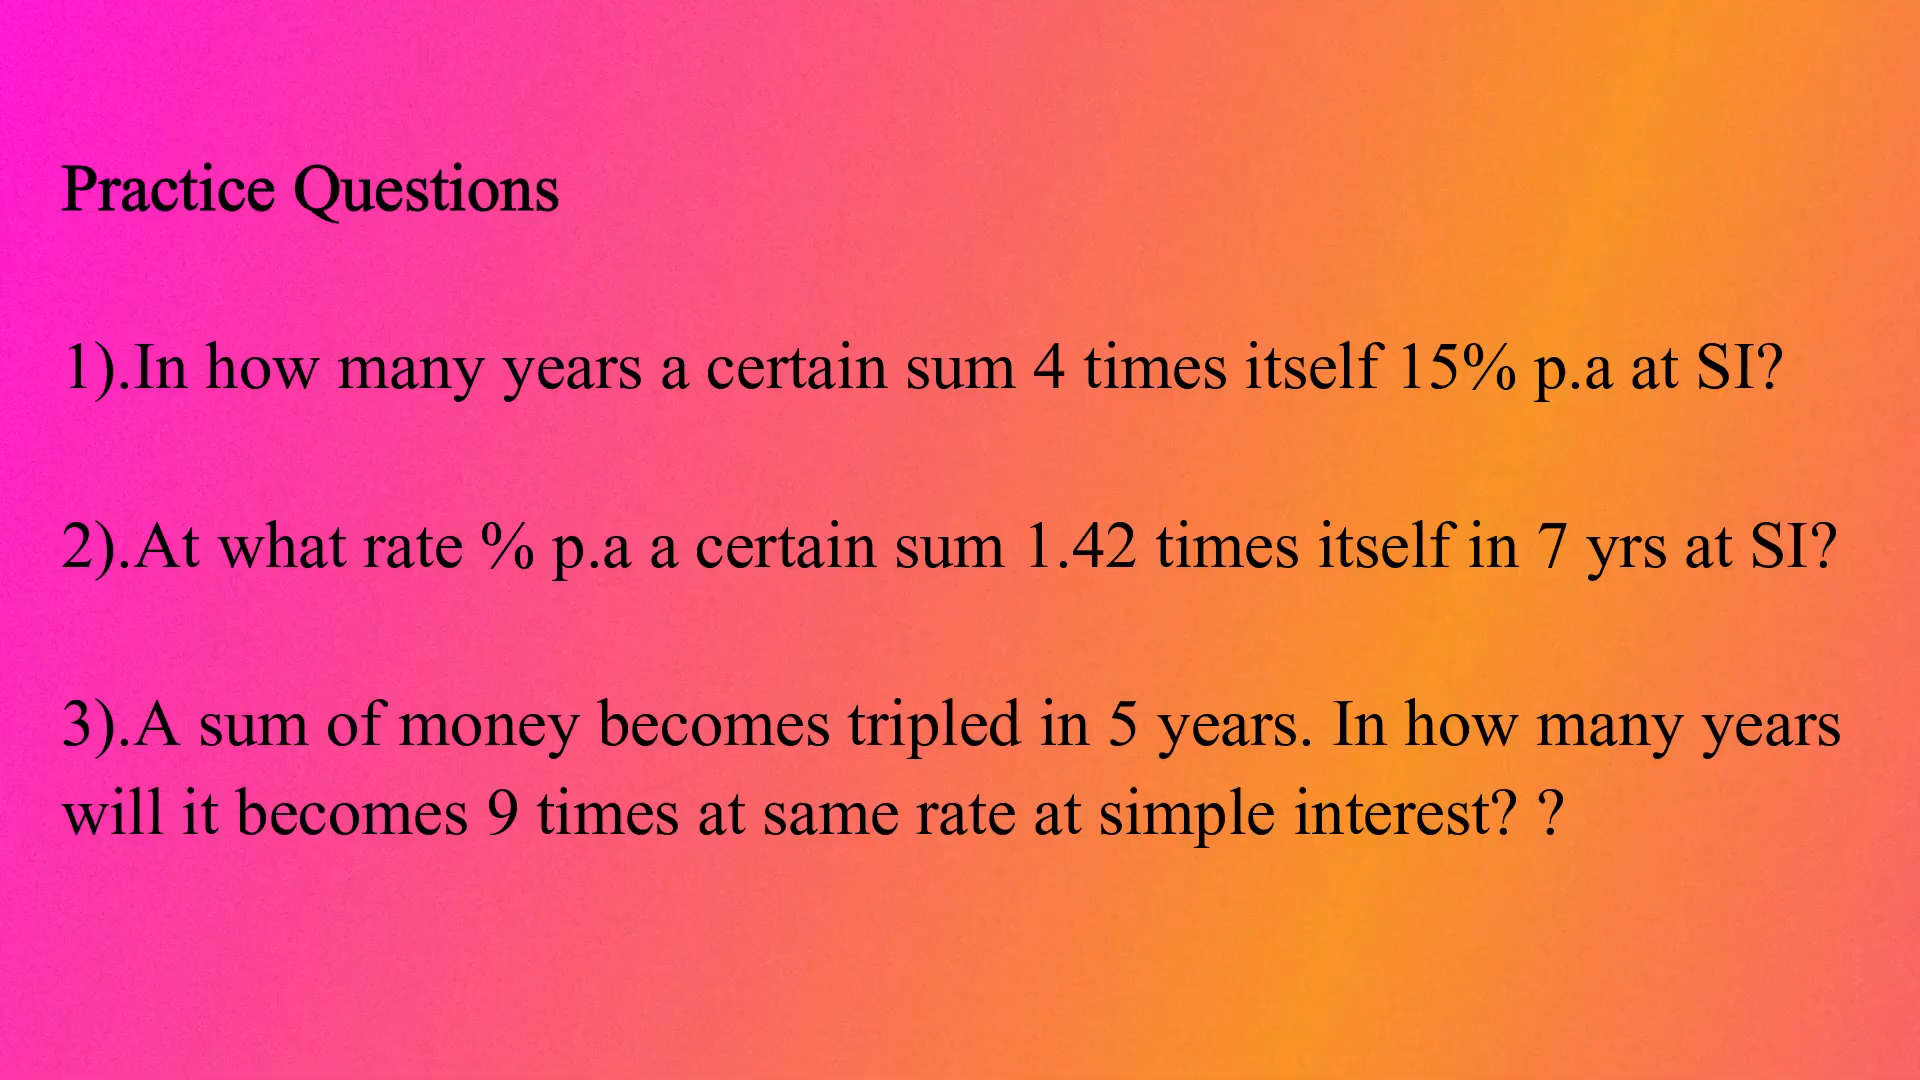 Practice Questions
1).In how many years a certain sum 4 times itself 15% p.a at SI?
2).At what rate % p.a a certain sum 1.42 times itself in 7 yrs at SI?
3).A sum of money becomes tripled in 5 years. In how many years
will it becomes 9 times at same rate at simple interest? ?